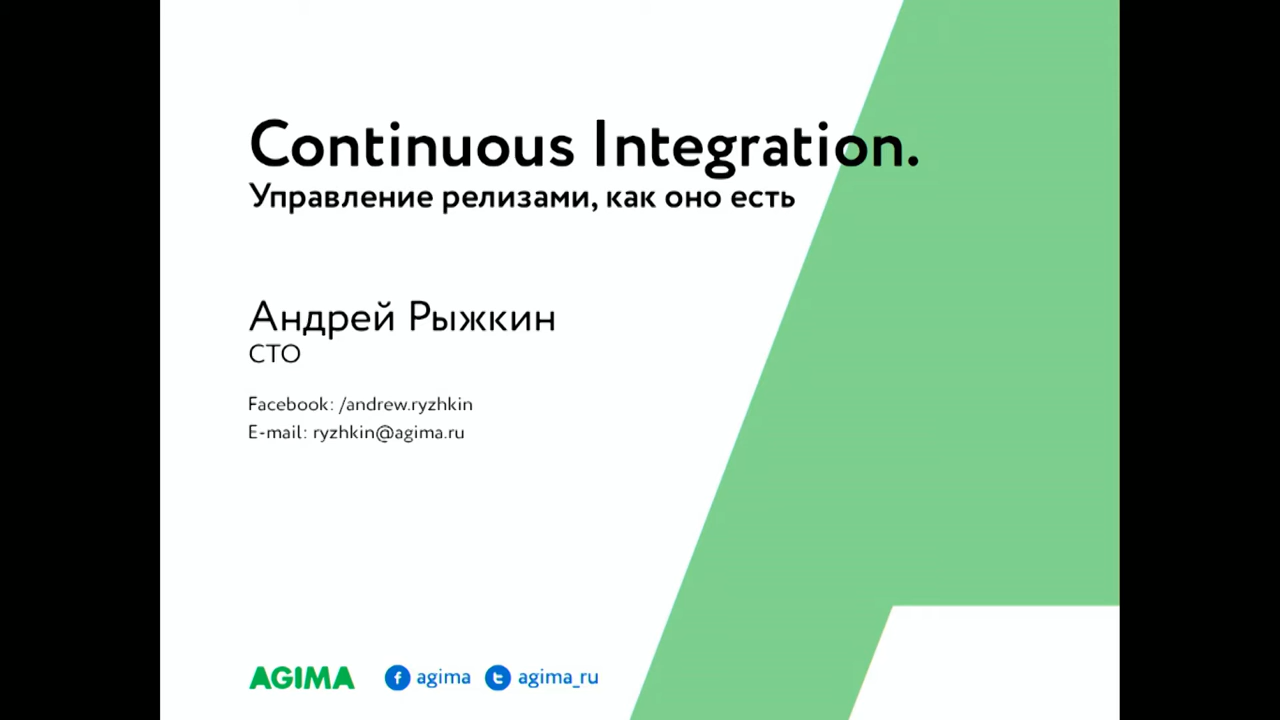 Continuous Integration.
Управление релизами, как оно есть
Андрей Рыжкин
CTO
Facebook: /andrew.ryzhkin
E-mail: ryzhkin@agima.ru
AGIMA agima agima_ru